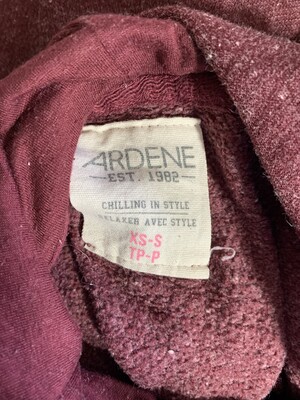 ARDENE
EST. 1982
CHILLING IN STYLE
RELAXER AVEC STYLE
XS-S
TP-P